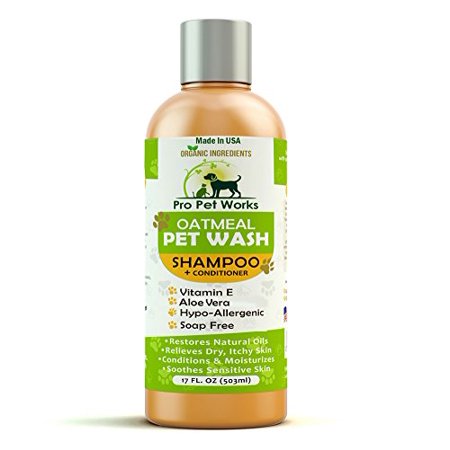 Made In USA
ORGANIC INGREDIENTS
Pro Pet Works
OATMEAL
PET WASH
SHAMPOO
+ CONDITIONER
Vitamin E
Aloe Vera
Hypo-Allergenic
Soap Free
• Restores Natural Oils
• Relieves Dry, Itchy Skin
• Conditions & Moisturizes
• Soothes Sensitive Skin
17 FL. OZ (503ml)